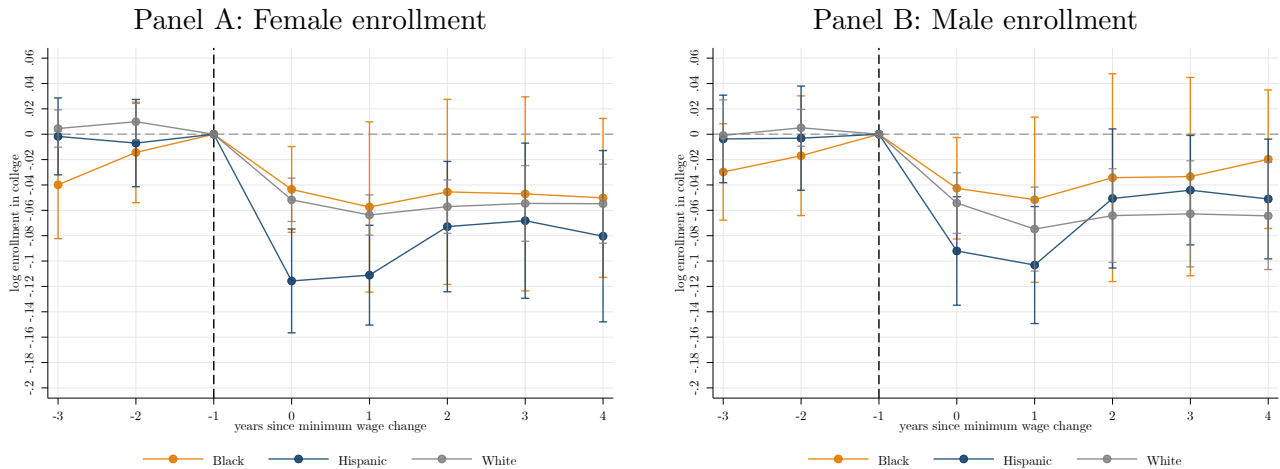 Panel A: Female enrollment
log enrollment in college
.06
.04
.02
0
-.02
-.04
-.06
-.08
-.1
-.12
-.14
-.16
-.18
-.2
-3 -2 -1 0 1 2 3 4
years since minimum wage change
Black Hispanic White
Panel B: Male enrollment
log enrollment in college
.06
.04
.02
0
-.02
-.04
-.06
-.08
-.1
-.12
-.14
-.16
-.18
-.2
-3 -2 -1 0 1 2 3 4
years since minimum wage change
Black Hispanic White